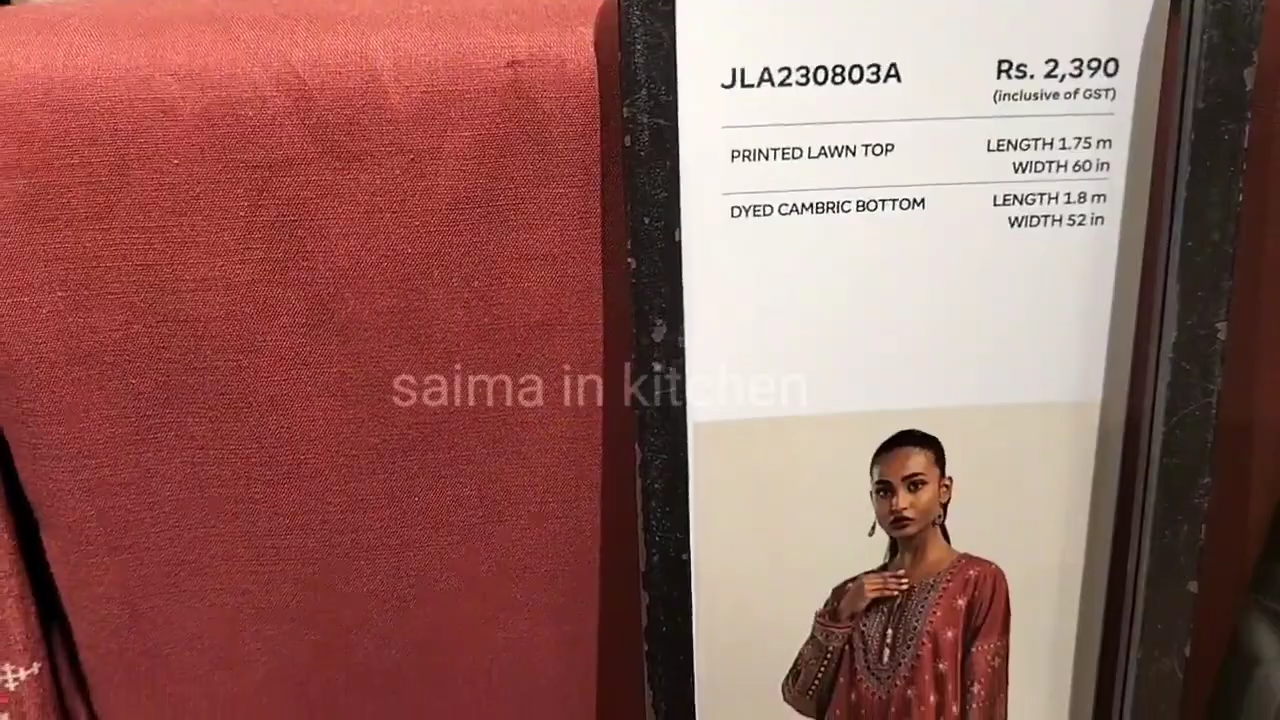 JLA230803A Rs. 2,390
(inclusive of GST)
PRINTED LAWN TOP LENGTH 1.75 m
WIDTH 60 in
DYED CAMBRIC BOTTOM LENGTH 1.8 m
WIDTH 52 in
saima in kitchen